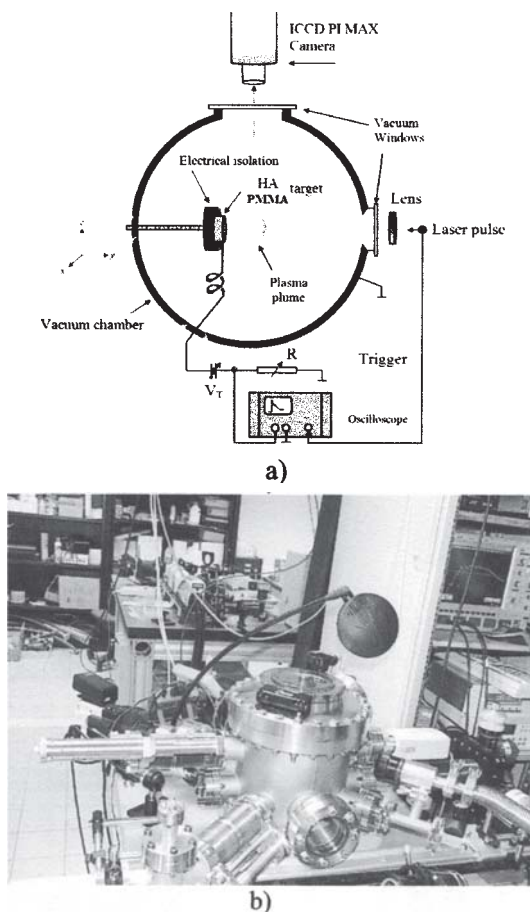 ICCD PI MAX
Camera
Vacuum
Windows
Electrical isolation
HA
PMMA target
Lens
Laser pulse
Plasma
plume
Vacuum chamber
R
Trigger
V_T
Oscilloscope
a)
b)